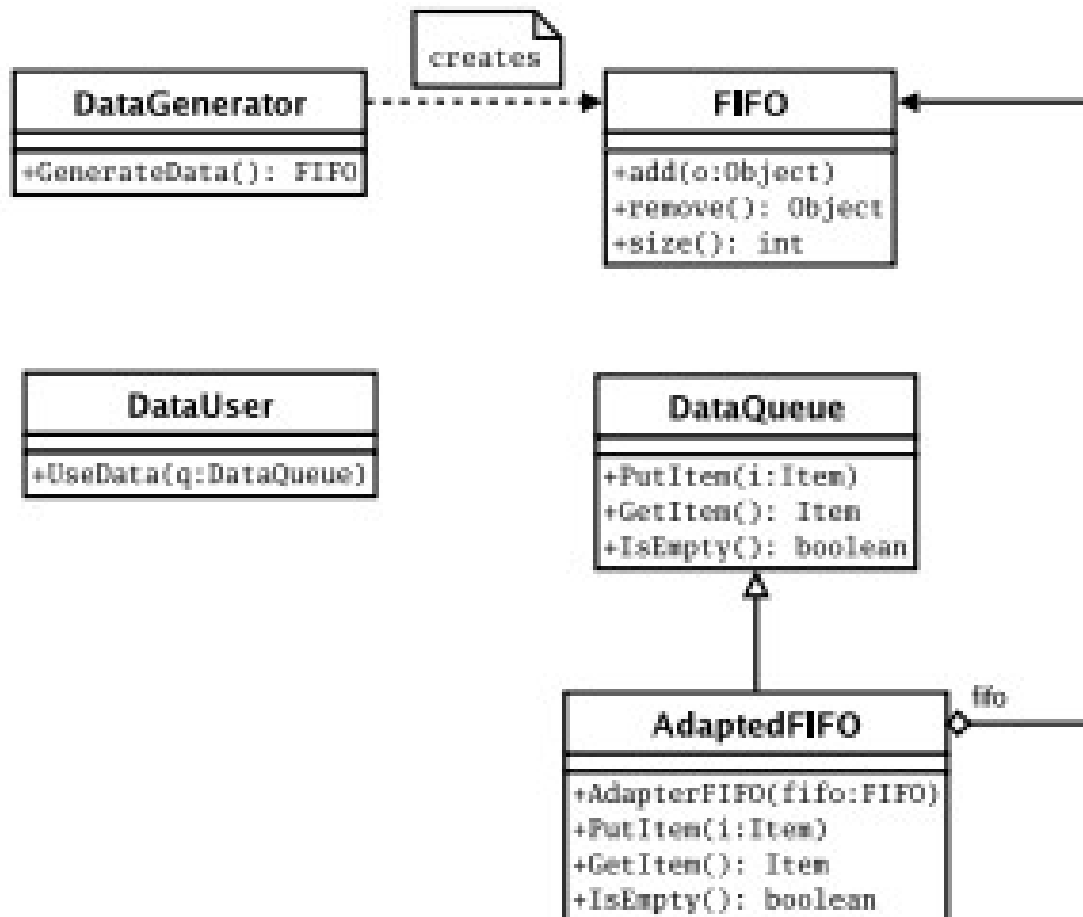 creates
DataGenerator
+GenerateData(): FIFO
FIFO
+add(o:Object)
+remove(): Object
+size(): int
DataUser
+UseData(q:DataQueue)
DataQueue
+PutItem(i:Item)
+GetItem(): Item
+IsEmpty(): boolean
fifo
AdaptedFIFO
+AdapterFIFO(fifo:FIFO)
+PutItem(i:Item)
+GetItem(): Item
+IsEmpty(): boolean